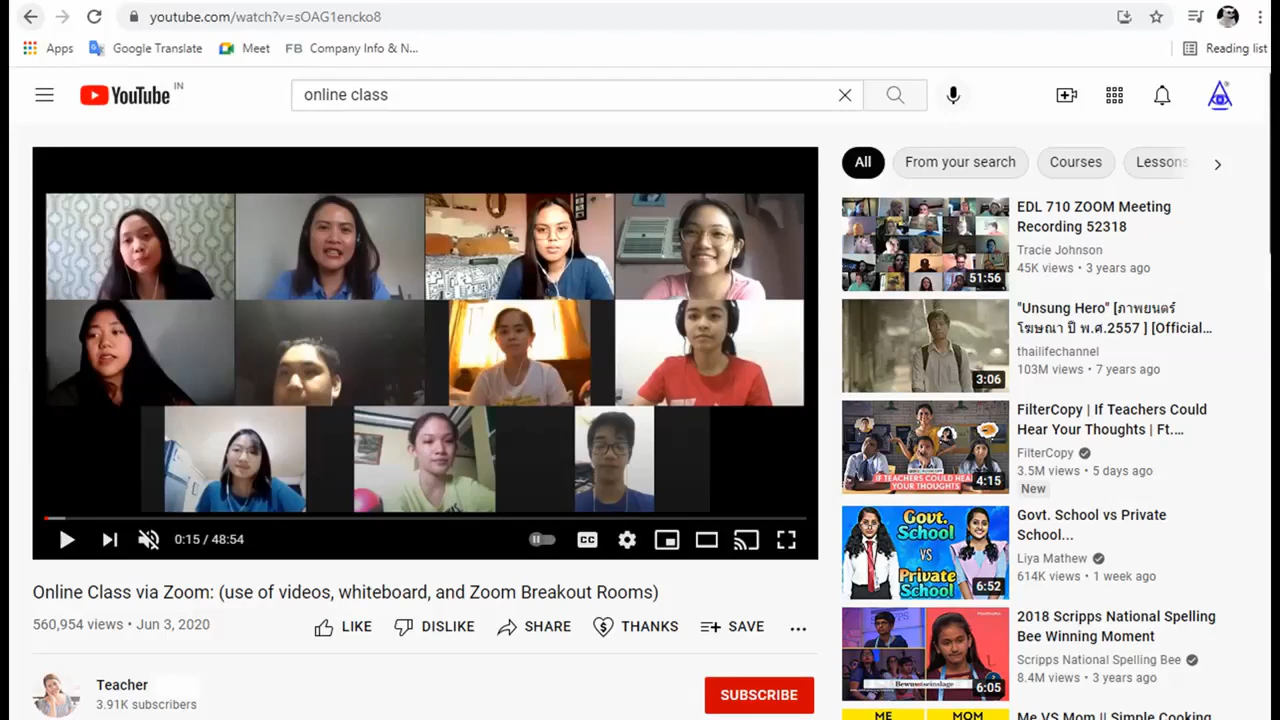 youtube.com/watch?v=sOAG1encko8
Apps
Google Translate
Meet
FB
Company Info & N...
Reading list
YouTube IN
online class
All
From your search
Courses
Lessons
EDL 710 ZOOM Meeting
Recording 52318
Tracie Johnson
45K views • 3 years ago
51:56
"Unsung Hero" [ภาพยนตร์
โฆษณา ปี พ.ศ.2557 ] [Official...
thailifechannel
103M views • 7 years ago
3:06
FilterCopy | If Teachers Could
Hear Your Thoughts | Ft....
FilterCopy
3.5M views • 5 days ago
New
IF TEACHERS COULD HEAR
YOUR THOUGHTS
4:15
Govt. School vs Private
School...
Liya Mathew
614K views • 1 week ago
Govt.
School
VS
Private
School
6:52
2018 Scripps National Spelling
Bee Winning Moment
Scripps National Spelling Bee
8.4M views • 3 years ago
6:05
ME
MOM
Me VS Mom || Simple Cooking
CC
0:15 / 48:54
Online Class via Zoom: (use of videos, whiteboard, and Zoom Breakout Rooms)
560,954 views • Jun 3, 2020
LIKE
DISLIKE
SHARE
THANKS
SAVE
Teacher
3.91K subscribers
SUBSCRIBE